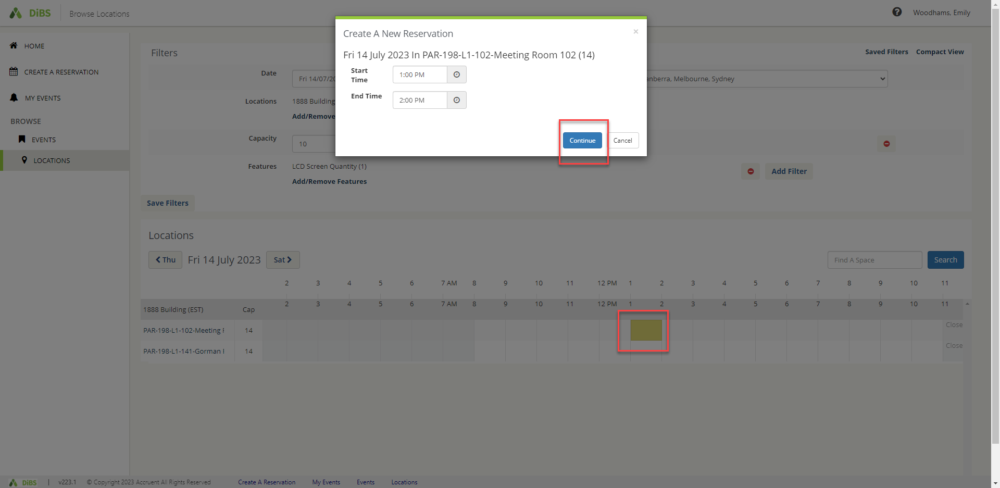 DiBS
Browse Locations
Woodhams, Emily
HOME
CREATE A RESERVATION
MY EVENTS
BROWSE
EVENTS
LOCATIONS
Create A New Reservation
×
Fri 14 July 2023 In PAR-198-L1-102-Meeting Room 102 (14)
Start Time
1:00 PM
End Time
2:00 PM
Continue
Cancel
Filters
Saved Filters
Compact View
Date
Fri 14/07/20
anberra, Melbourne, Sydney
Locations
1888 Building
Add/Remove
Capacity
10
Features
LCD Screen Quantity (1)
Add Filter
Add/Remove Features
Save Filters
Locations
Thu
Fri 14 July 2023
Sat
Find A Space
Search
2 3 4 5 6 7 AM 8 9 10 11 12 PM 1 2 3 4 5 6 7 8 9 10 11
2 3 4 5 6 7 AM 8 9 10 11 12 PM 1 2 3 4 5 6 7 8 9 10 11
1888 Building (EST) Cap
PAR-198-L1-102-Meeting 14 Close
PAR-198-L1-141-Gorman 14 Close
DiBS | v223.1 © Copyright 2023 Accruent All Rights Reserved Create A Reservation My Events Events Locations